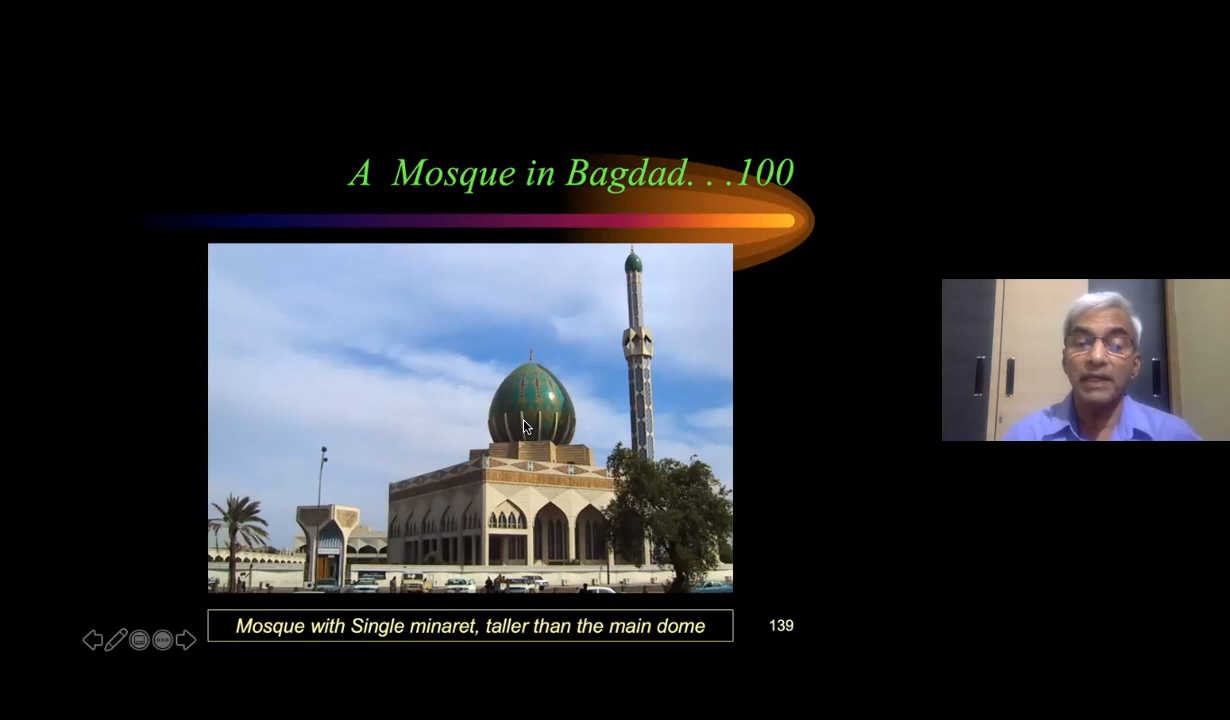 A Mosque in Bagdad. . .100
Mosque with Single minaret, taller than the main dome
139